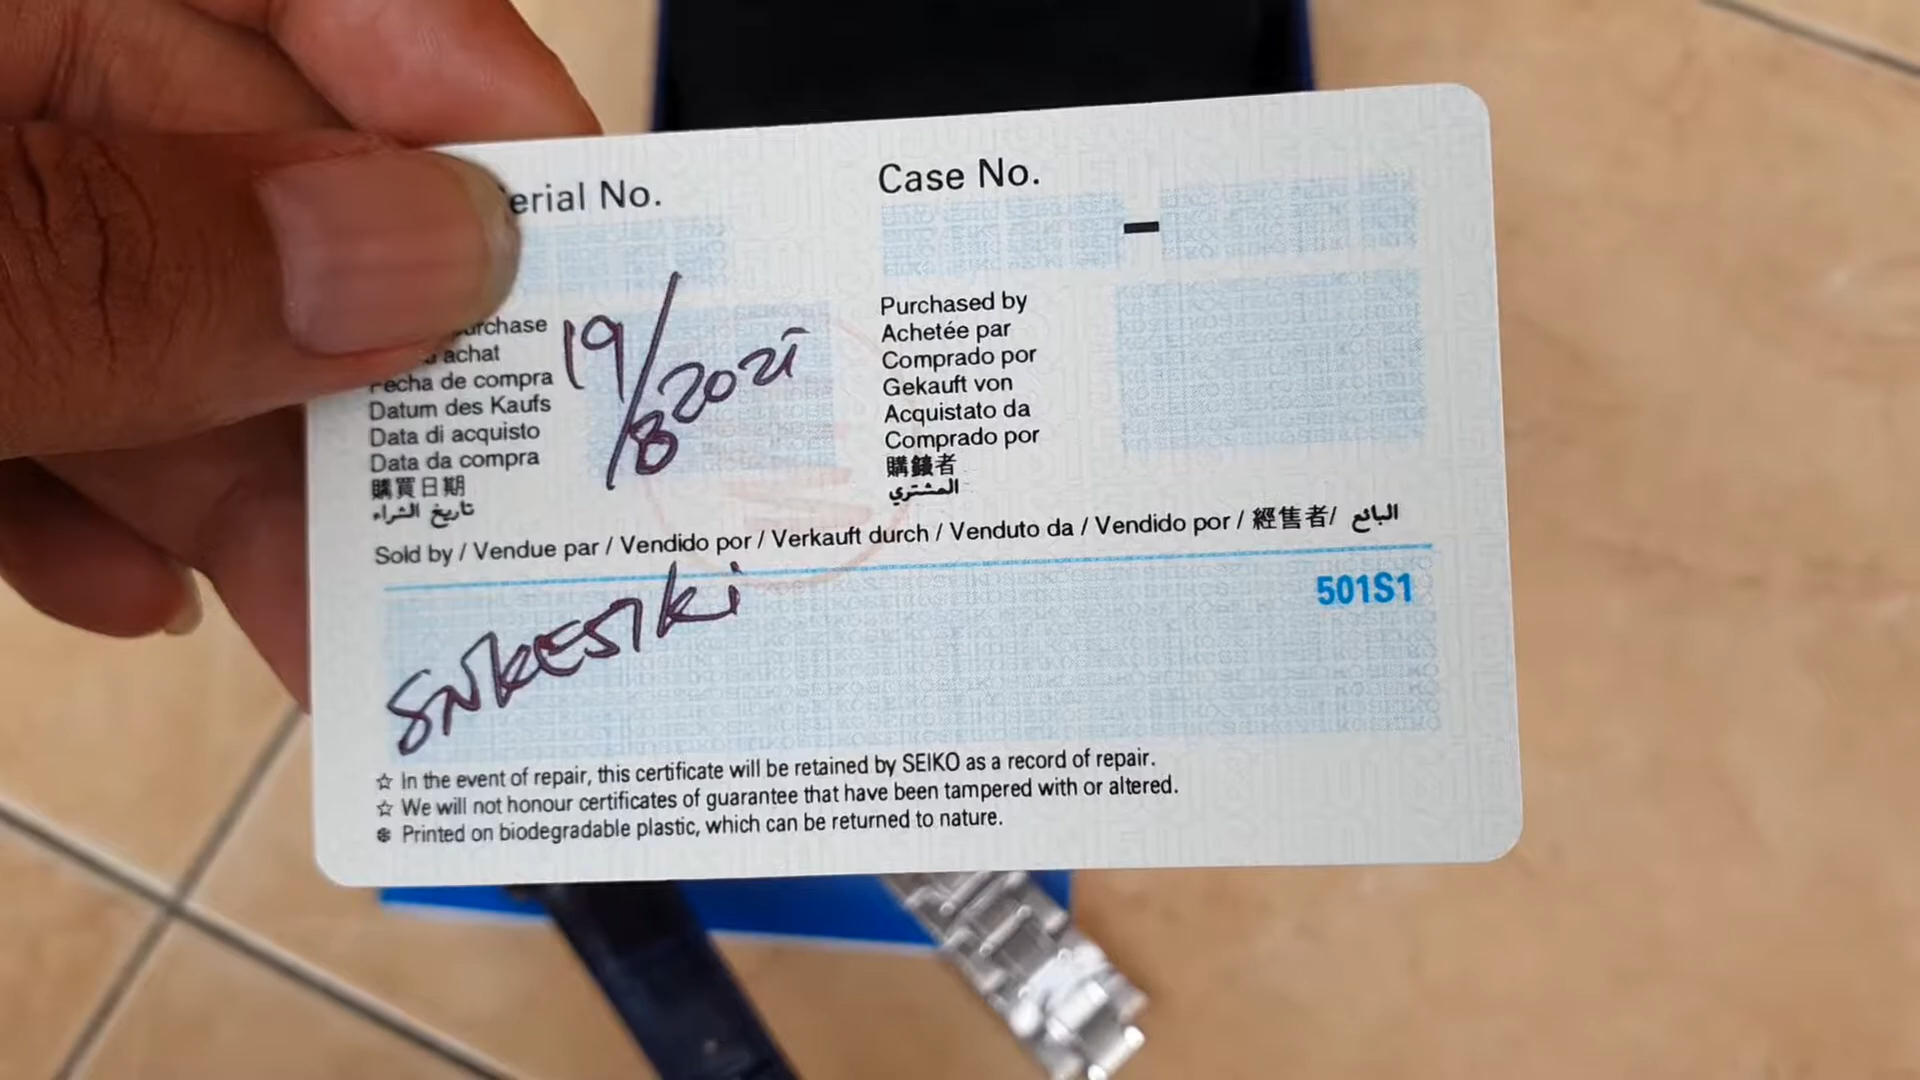 erial No.
Case No.
-
urchase
achat
Fecha de compra
Datum des Kaufs
Data di acquisto
Data da compra
購買日期
تاريخ الشراء
19/8 2021
Purchased by
Achetée par
Comprado por
Gekauft von
Acquistato da
Comprado por
購錶者
المشتري
Sold by / Vendue par / Vendido por / Verkauft durch / Venduto da / Vendido por / 經售者/ البائع
501S1
☆ In the event of repair, this certificate will be retained by SEIKO as a record of repair.
☆ We will not honour certificates of guarantee that have been tampered with or altered.
❃ Printed on biodegradable plastic, which can be returned to nature.